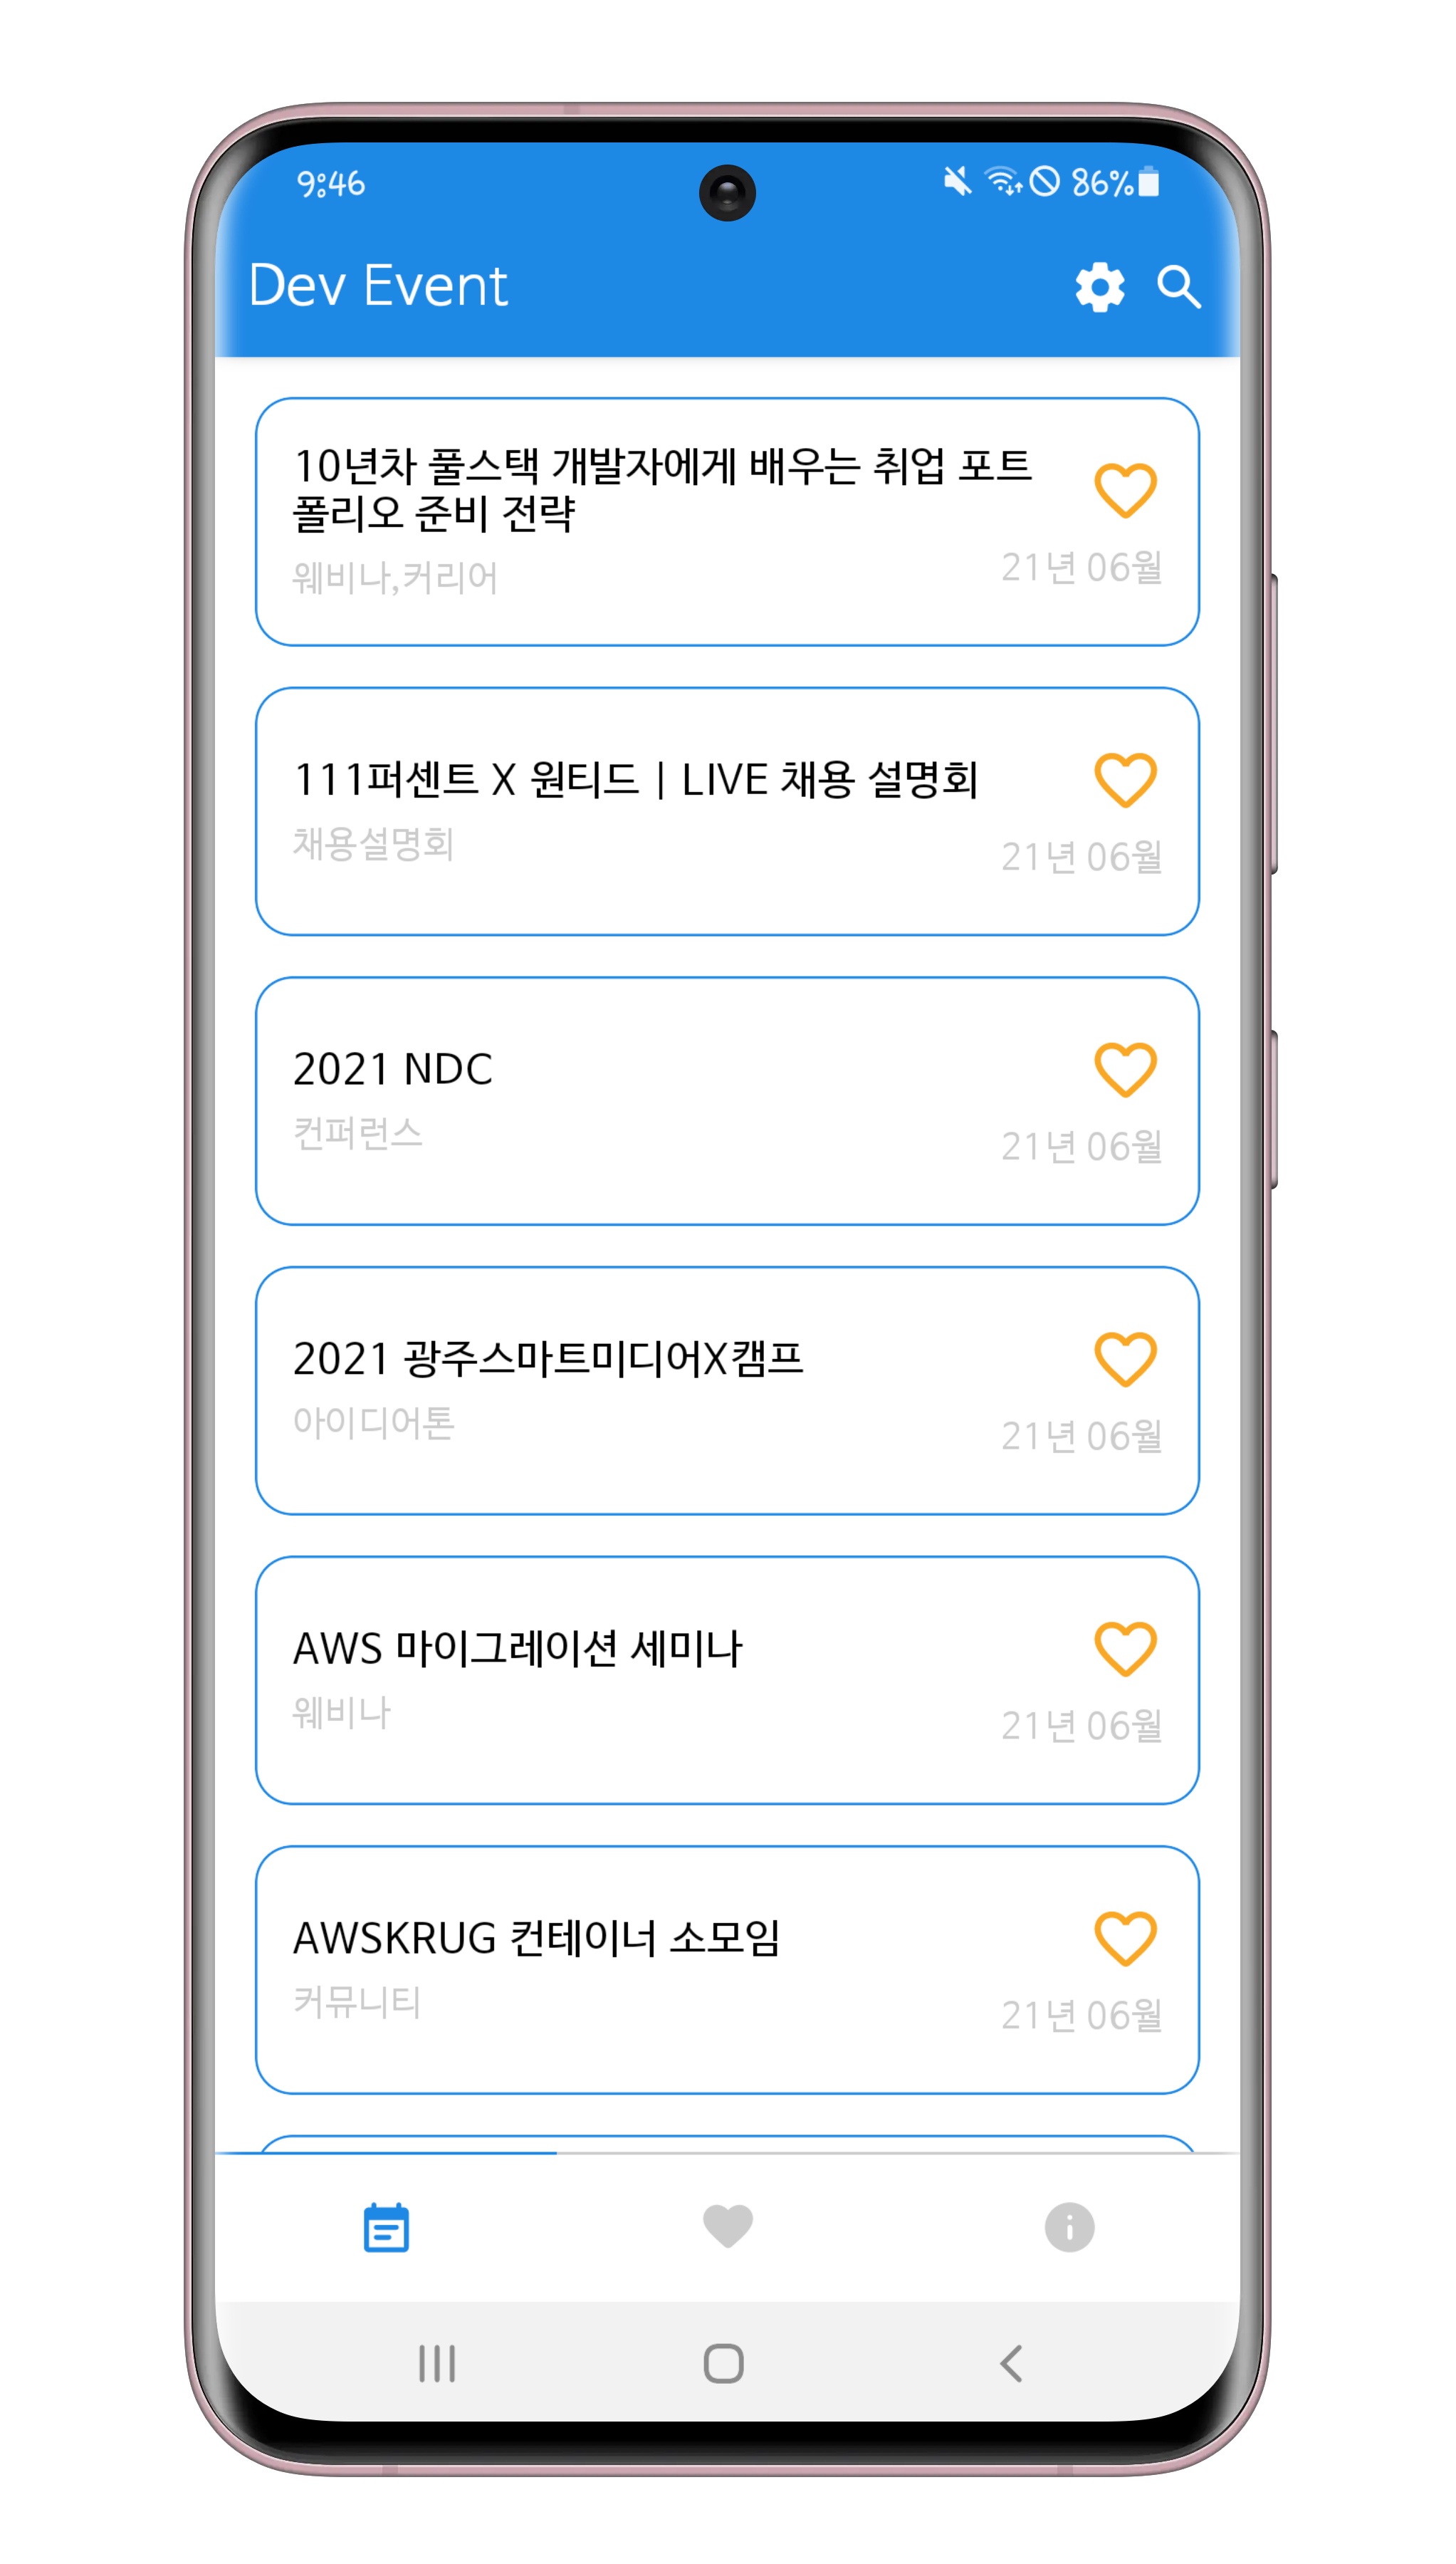 9:46
86%
Dev Event
10년차 풀스택 개발자에게 배우는 취업 포트
폴리오 준비 전략
웨비나,커리어
21년 06월
111퍼센트 X 원티드 | LIVE 채용 설명회
채용설명회
21년 06월
2021 NDC
컨퍼런스
21년 06월
2021 광주스마트미디어X캠프
아이디어톤
21년 06월
AWS 마이그레이션 세미나
웨비나
21년 06월
AWSKRUG 컨테이너 소모임
커뮤니티
21년 06월